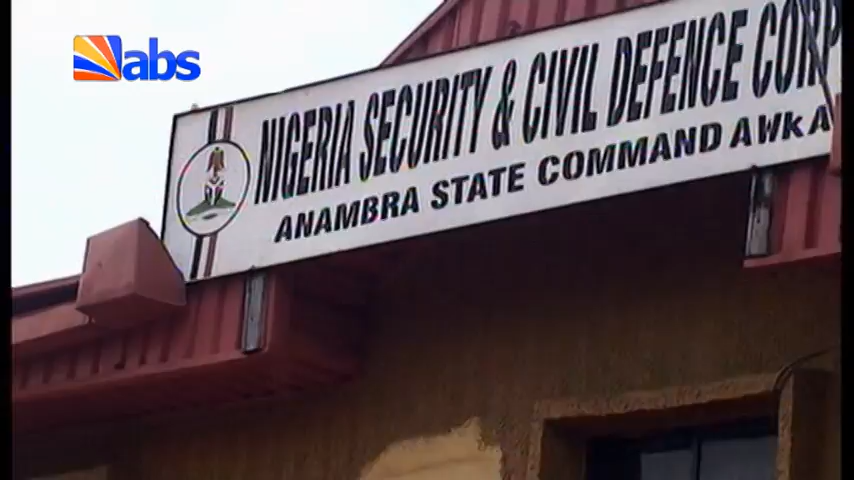 abs
NIGERIA SECURITY & CIVIL DEFENCE CORP
ANAMBRA STATE COMMAND AWKA